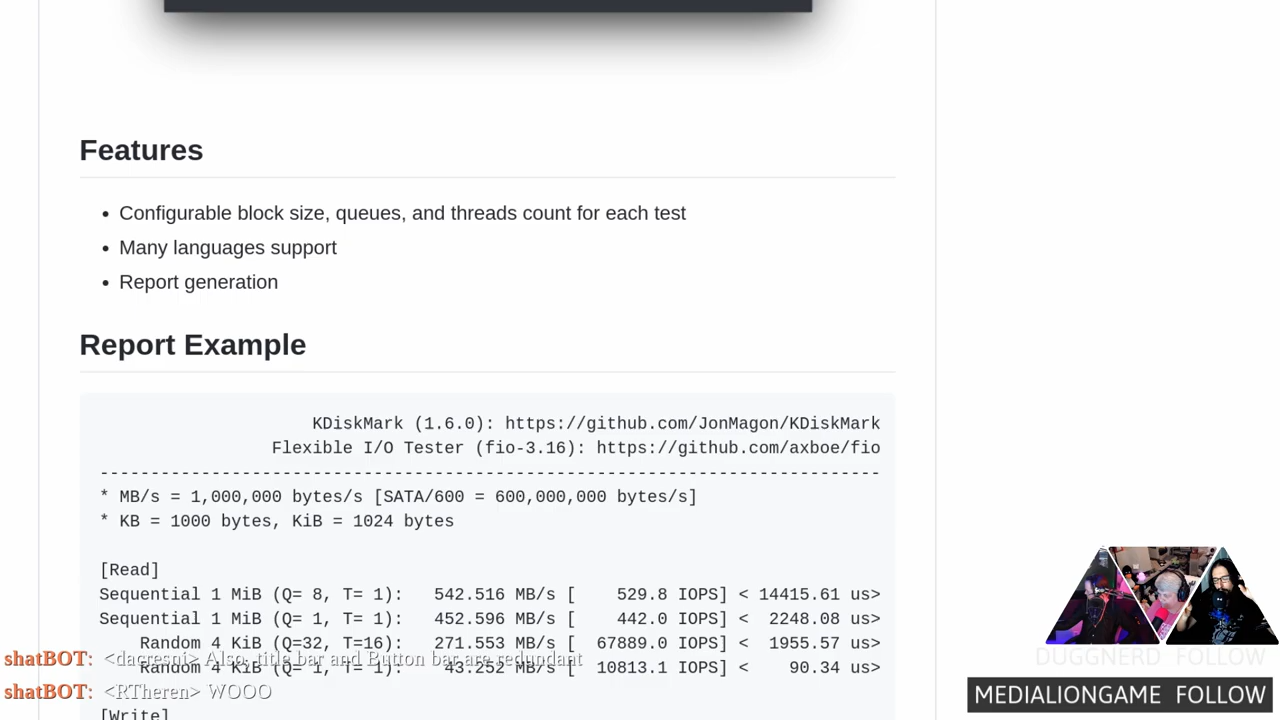 Features
• Configurable block size, queues, and threads count for each test
• Many languages support
• Report generation
Report Example
KDiskMark (1.6.0): https://github.com/JonMagon/KDiskMark
Flexible I/O Tester (fio-3.16): https://github.com/axboe/fio
-----------------------------------------------------------------------------
* MB/s = 1,000,000 bytes/s [SATA/600 = 600,000,000 bytes/s]
* KB = 1000 bytes, KiB = 1024 bytes
[Read]
Sequential 1 MiB (Q= 8, T= 1): 542.516 MB/s [ 529.8 IOPS] < 14415.61 us>
Sequential 1 MiB (Q= 1, T= 1): 452.596 MB/s [ 442.0 IOPS] < 2248.08 us>
Random 4 KiB (Q=32, T=16): 271.553 MB/s [ 67889.0 IOPS] < 1955.57 us>
Random 4 KiB (Q= 1, T= 1): 43.252 MB/s [ 10813.1 IOPS] < 90.34 us>
[Write]
shatBOT: <dacresni> Also, title bar and Button bar are redundant
shatBOT: <RTheren> WOOO
DUGGNERD FOLLOW
MEDIALIONGAME FOLLOW